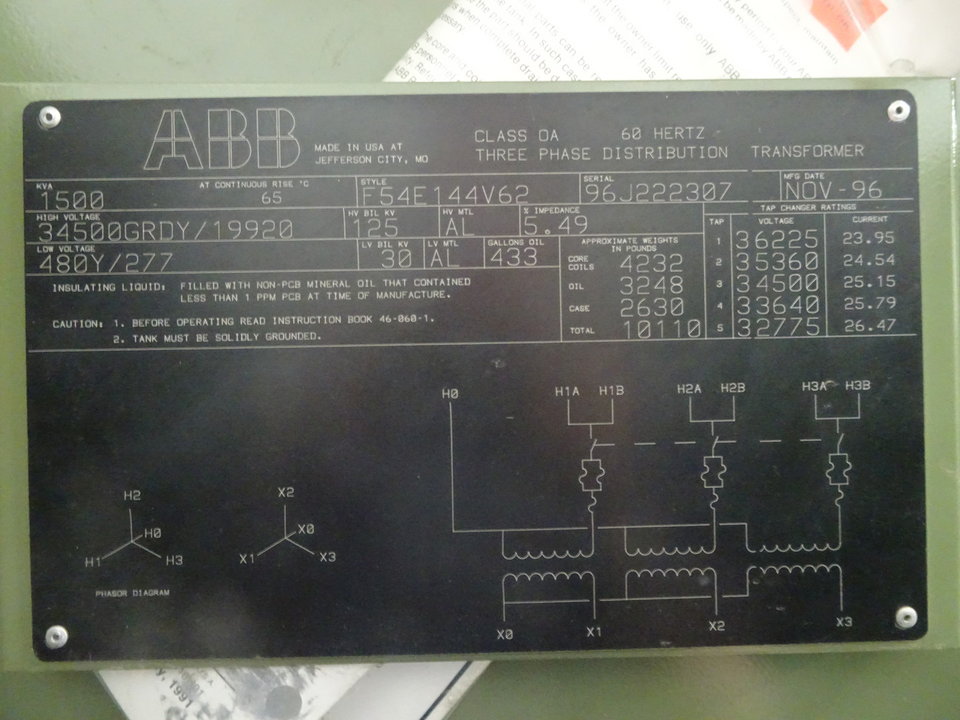 ABB
MADE IN USA AT
JEFFERSON CITY, MO
CLASS OA 60 HERTZ
THREE PHASE DISTRIBUTION TRANSFORMER
KVA 1500 AT CONTINUOUS RISE °C 65
STYLE F54E144V62
SERIAL 96J222307
MFG DATE NOV-96
HIGH VOLTAGE 34500GRDY/19920
HV BIL KV 125
HV MTL AL
% IMPEDANCE 5.49
LOW VOLTAGE 480Y/277
LV BIL KV 30
LV MTL AL
GALLONS OIL 433
INSULATING LIQUID: FILLED WITH NON-PCB MINERAL OIL THAT CONTAINED
LESS THAN 1 PPM PCB AT TIME OF MANUFACTURE.
CAUTION: 1. BEFORE OPERATING READ INSTRUCTION BOOK 46-060-1.
2. TANK MUST BE SOLIDLY GROUNDED.
APPROXIMATE WEIGHTS
IN POUNDS
CORE COILS 4232
OIL 3248
CASE 2630
TOTAL 10110
TAP CHANGER RATINGS
TAP VOLTAGE CURRENT
1 36225 23.95
2 35360 24.54
3 34500 25.15
4 33640 25.79
5 32775 26.47
H0 H1A H1B H2A H2B H3A H3B
H2
H0
H1 H3
PHASOR DIAGRAM
X2
X0
X1 X3
X0 X1 X2 X3
y, 1991